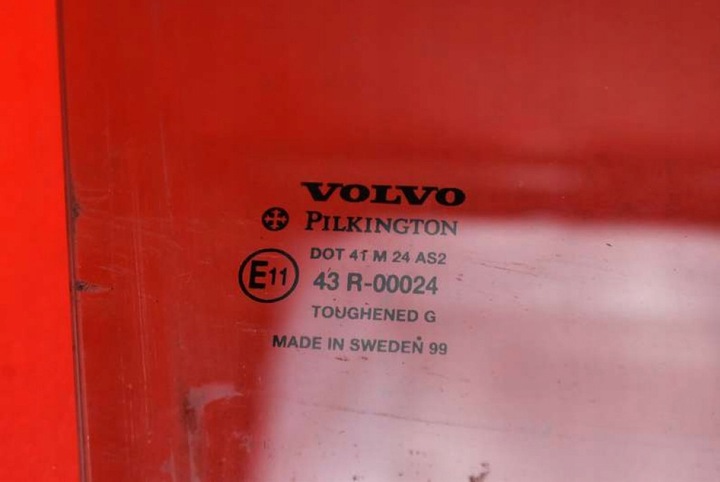 VOLVO
PILKINGTON
DOT 41 M 24 AS2
E11
43 R-00024
TOUGHENED G
MADE IN SWEDEN 99